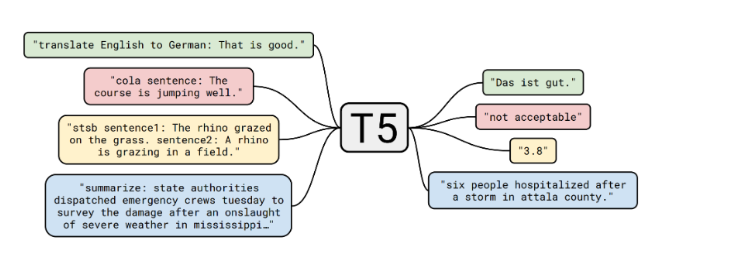 "translate English to German: That is good."
"cola sentence: The
course is jumping well."
"stsb sentence1: The rhino grazed
on the grass. sentence2: A rhino
is grazing in a field."
"summarize: state authorities
dispatched emergency crews tuesday to
survey the damage after an onslaught
of severe weather in mississippi…"
T5
"Das ist gut."
"not acceptable"
"3.8"
"six people hospitalized after
a storm in attala county."